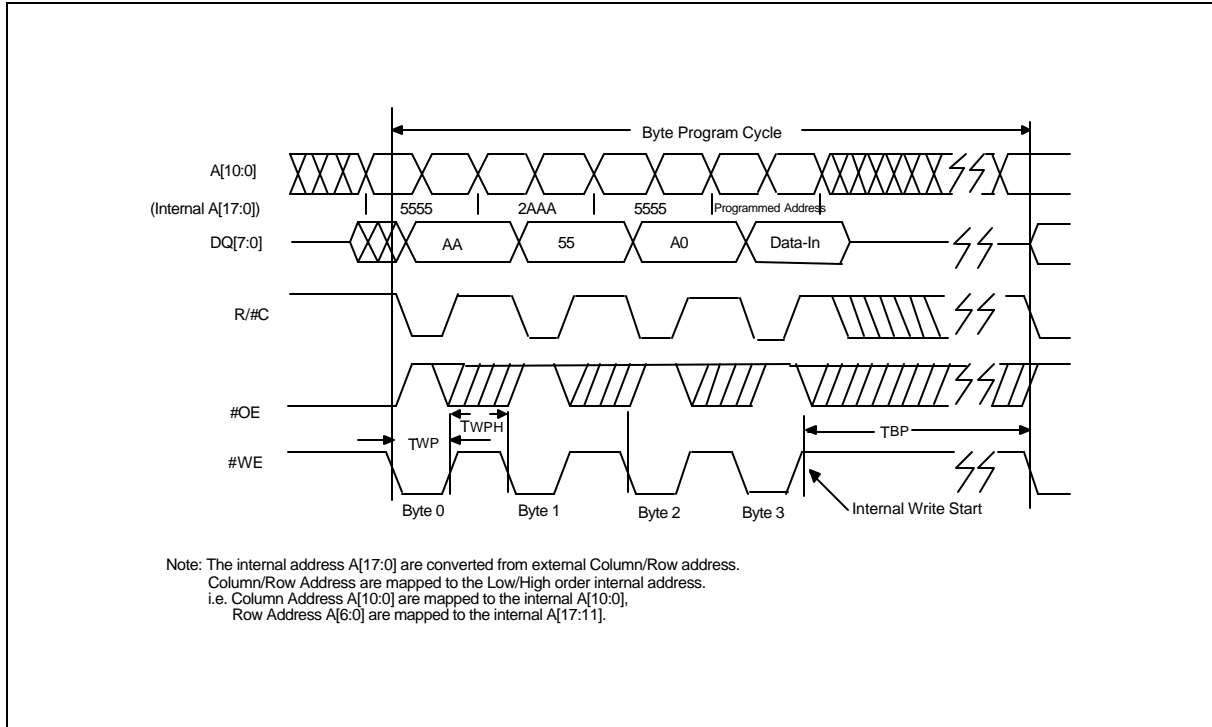 Byte Program Cycle
A[10:0]
(Internal A[17:0])
5555
2AAA
5555
Programmed Address
DQ[7:0]
AA
55
A0
Data-In
R/#C
#OE
TWP
TWPH
TBP
#WE
Byte 0
Byte 1
Byte 2
Byte 3
Internal Write Start
Note: The internal address A[17:0] are converted from external Column/Row address.
Column/Row Address are mapped to the Low/High order internal address.
i.e. Column Address A[10:0] are mapped to the internal A[10:0],
Row Address A[6:0] are mapped to the internal A[17:11].